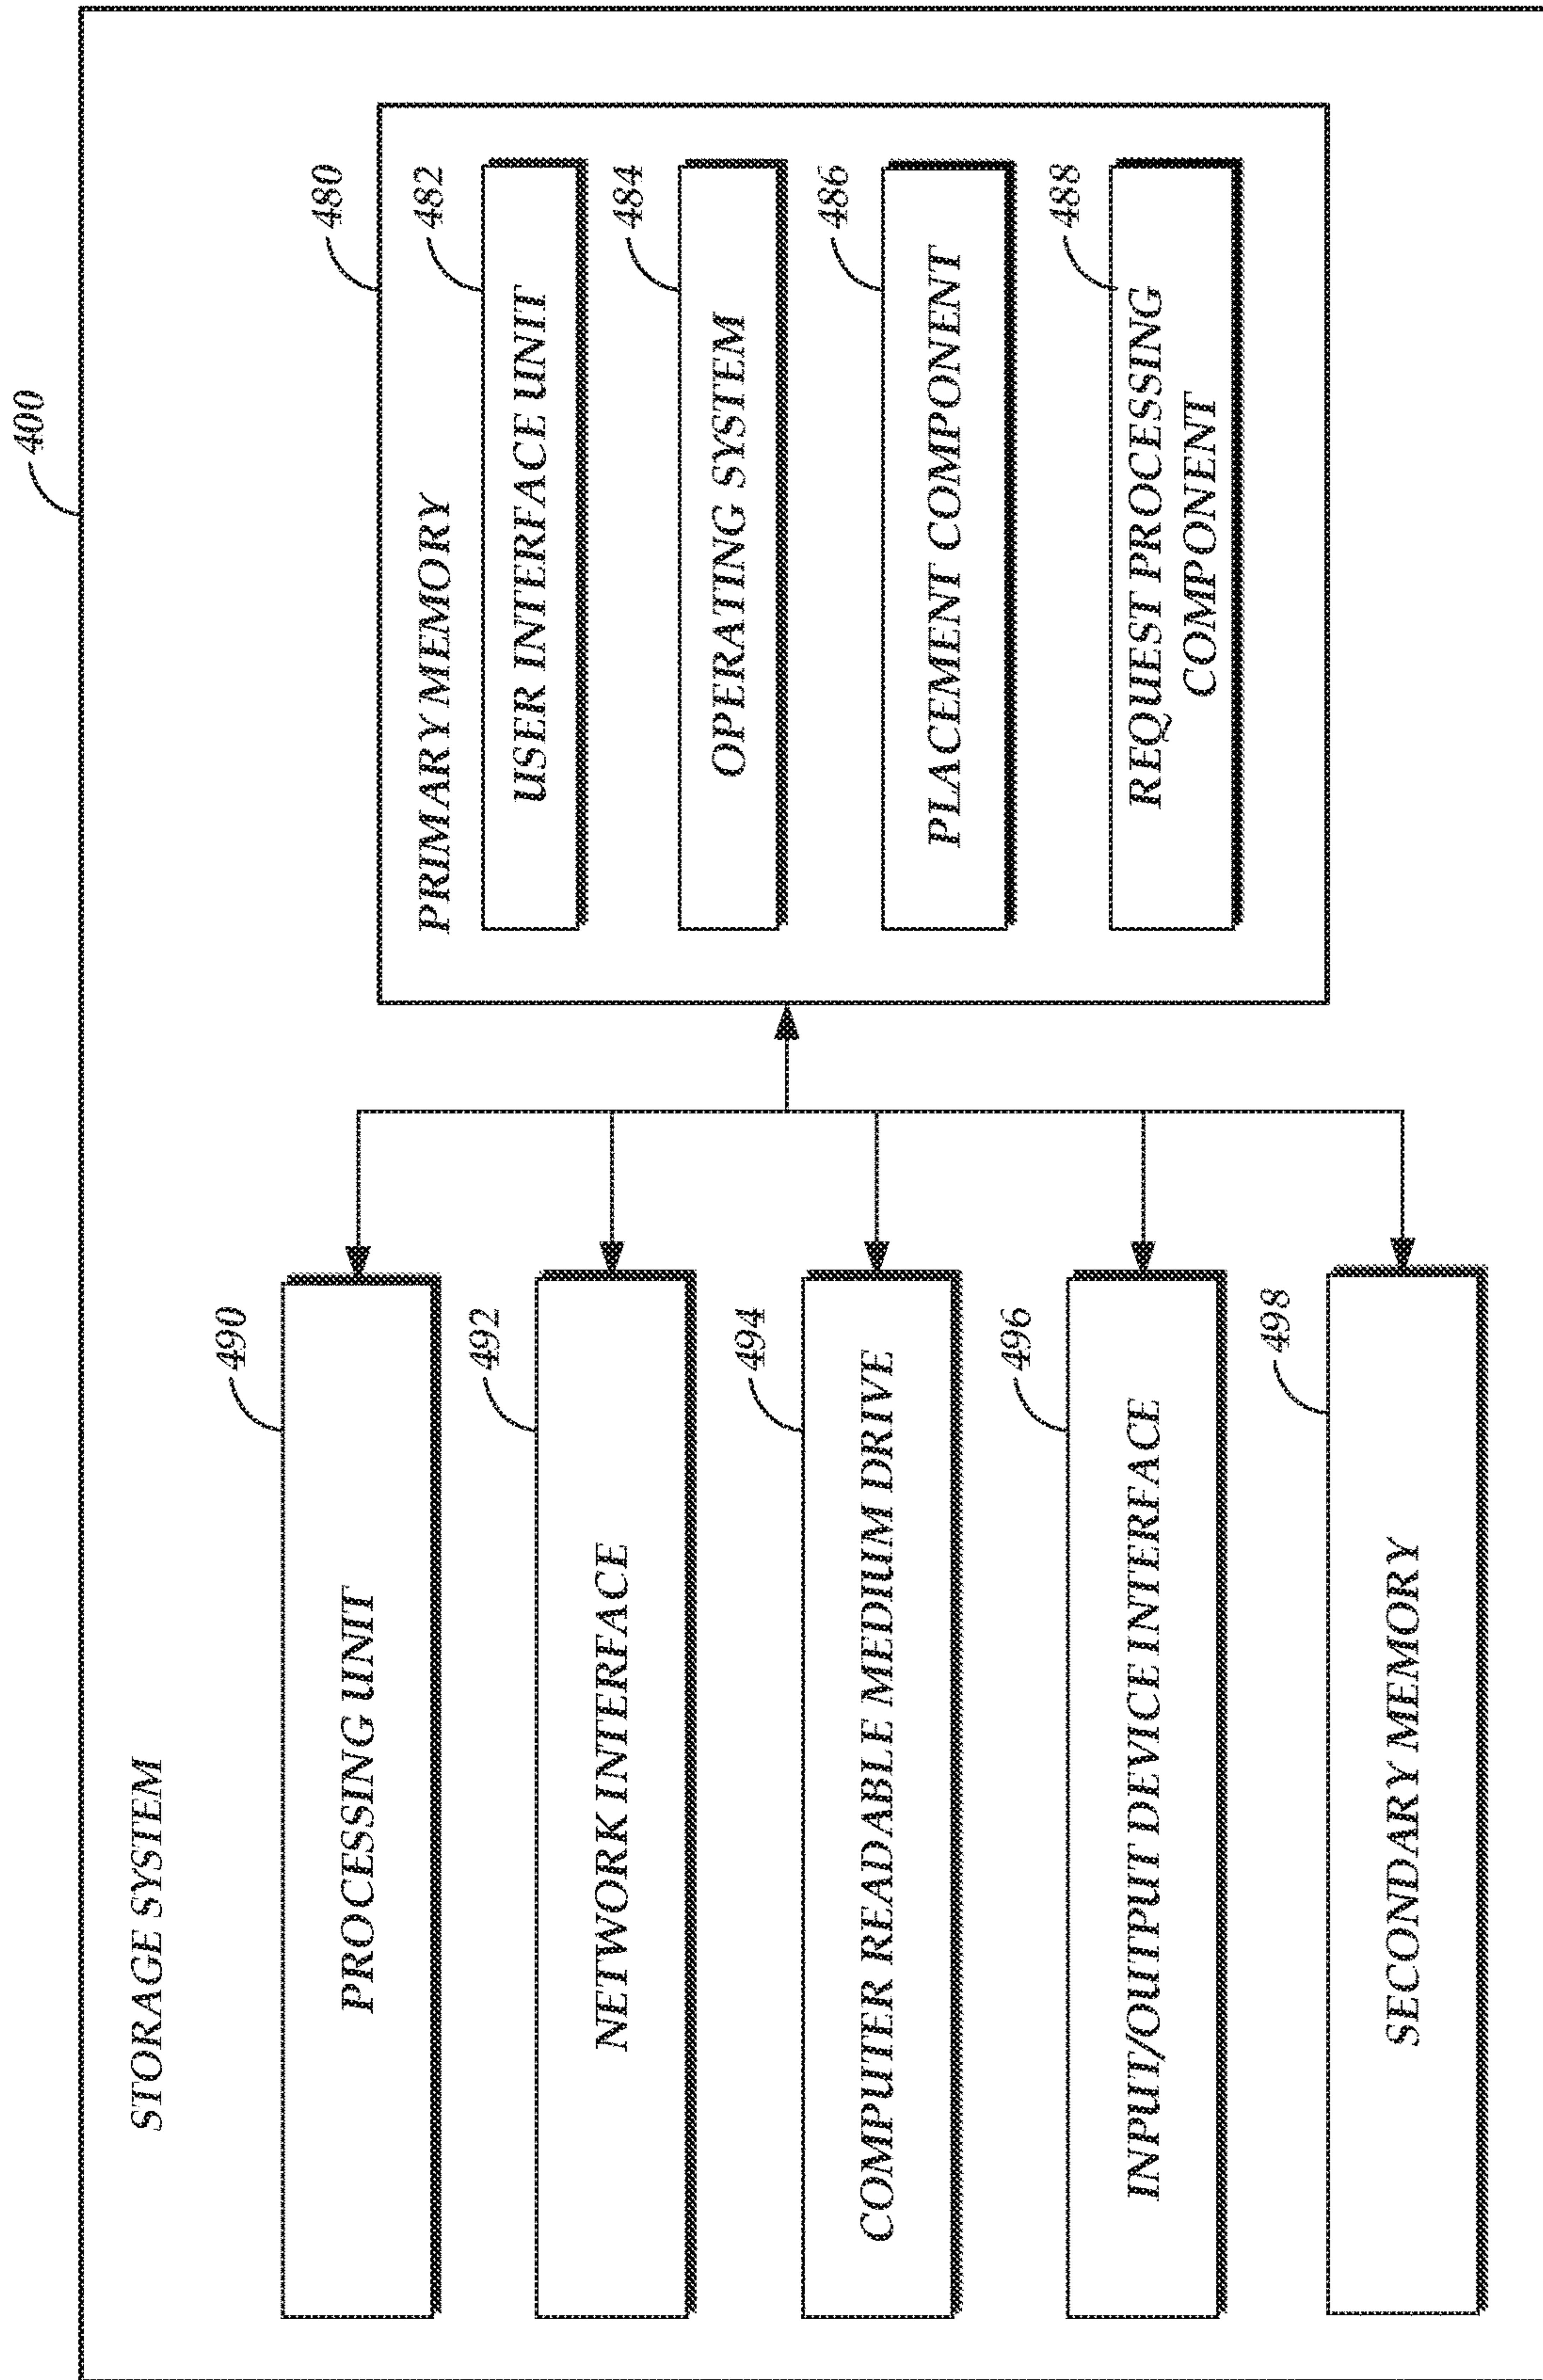 400
STORAGE SYSTEM
490
PROCESSING UNIT
492
NETWORK INTERFACE
494
COMPUTER READABLE MEDIUM DRIVE
496
INPUT/OUTPUT DEVICE INTERFACE
498
SECONDARY MEMORY
480
PRIMARY MEMORY
482
USER INTERFACE UNIT
484
OPERATING SYSTEM
486
PLACEMENT COMPONENT
488
REQUEST PROCESSING
COMPONENT